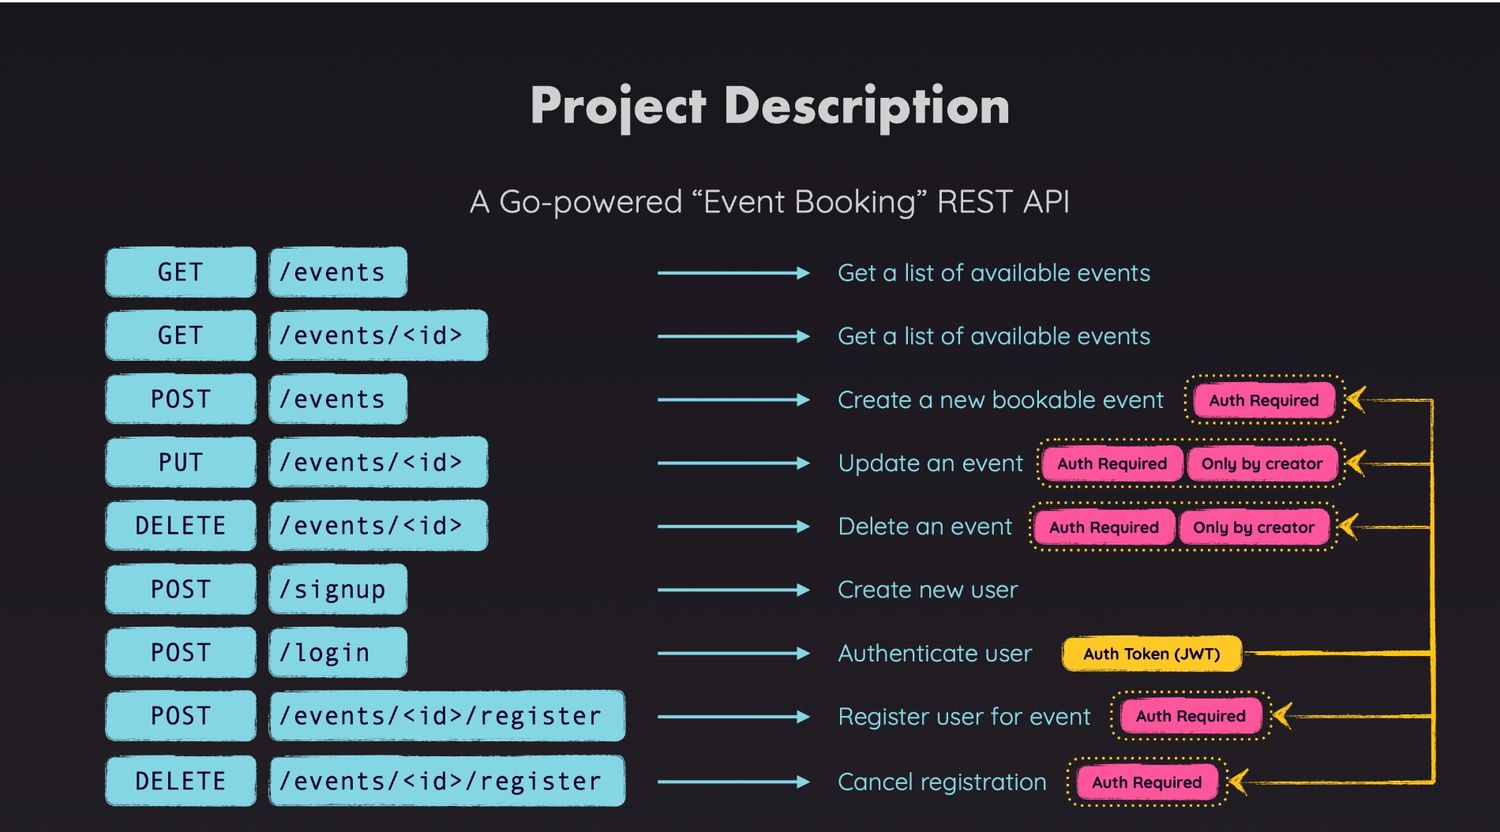 Project Description
A Go-powered “Event Booking” REST API
GET /events Get a list of available events
GET /events/<id> Get a list of available events
POST /events Create a new bookable event Auth Required
PUT /events/<id> Update an event Auth Required Only by creator
DELETE /events/<id> Delete an event Auth Required Only by creator
POST /signup Create new user
POST /login Authenticate user Auth Token (JWT)
POST /events/<id>/register Register user for event Auth Required
DELETE /events/<id>/register Cancel registration Auth Required